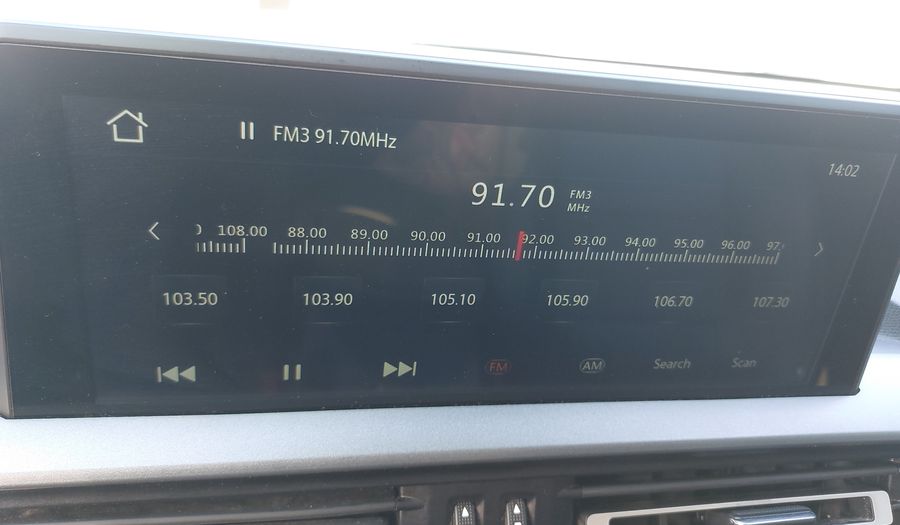 FM3 91.70MHz
14:02
91.70 FM3 MHz
108.00 88.00 89.00 90.00 91.00 92.00 93.00 94.00 95.00 96.00 97.
103.50 103.90 105.10 105.90 106.70 107.30
FM AM Search Scan